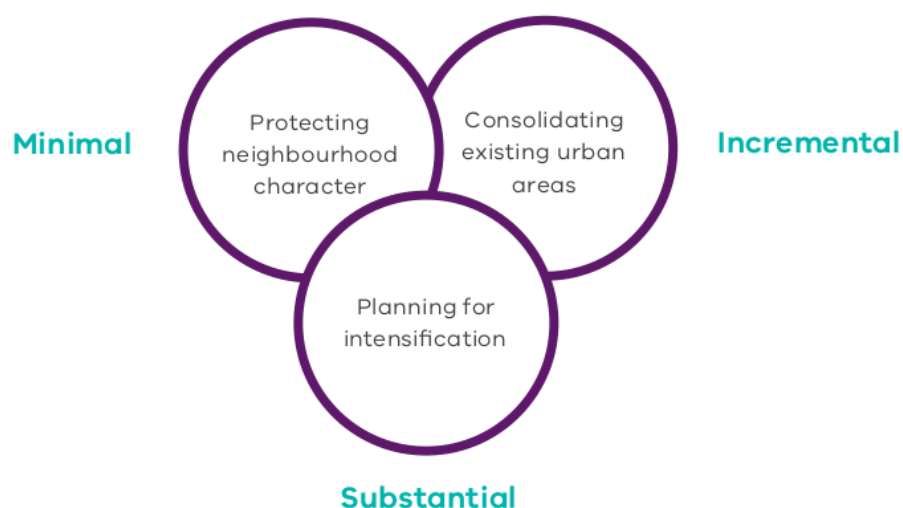 Minimal
Protecting
neighbourhood
character
Consolidating
existing urban
areas
Incremental
Planning for
intensification
Substantial